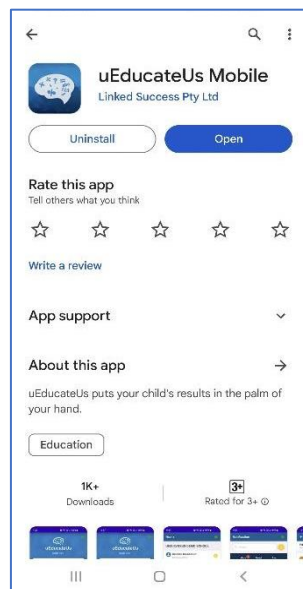 uEducateUs Mobile
Linked Success Pty Ltd
Uninstall
Open
Rate this app
Tell others what you think
Write a review
App support
About this app
uEducateUs puts your child's results in the palm of
your hand.
Education
1K+
Downloads
3+
Rated for 3+
uEducateUs
uEducateUs